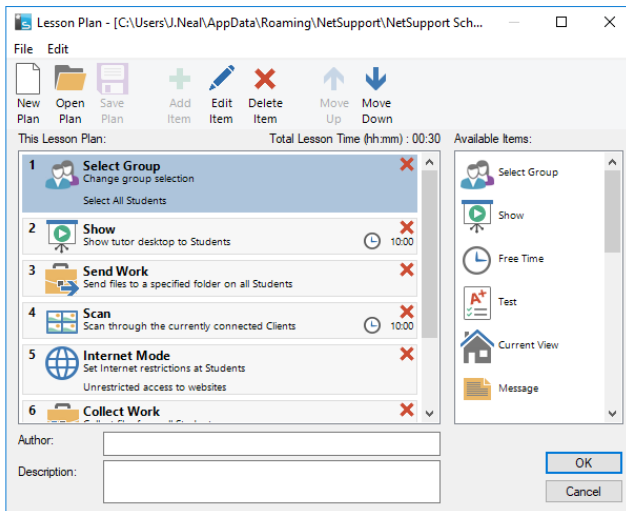 Lesson Plan - [C:\Users\J.Neal\AppData\Roaming\NetSupport\NetSupport Sch...
File Edit
New Plan
Open Plan
Save Plan
Add Item
Edit Item
Delete Item
Move Up
Move Down
This Lesson Plan: Total Lesson Time (hh:mm) : 00:30
Available Items:
1 Select Group
Change group selection
Select All Students
2 Show
Show tutor desktop to Students 10:00
3 Send Work
Send files to a specified folder on all Students
4 Scan
Scan through the currently connected Clients 10:00
5 Internet Mode
Set Internet restrictions at Students
Unrestricted access to websites
6 Collect Work
Select Group
Show
Free Time
A+
Test
Current View
Message
Author:
Description:
OK
Cancel